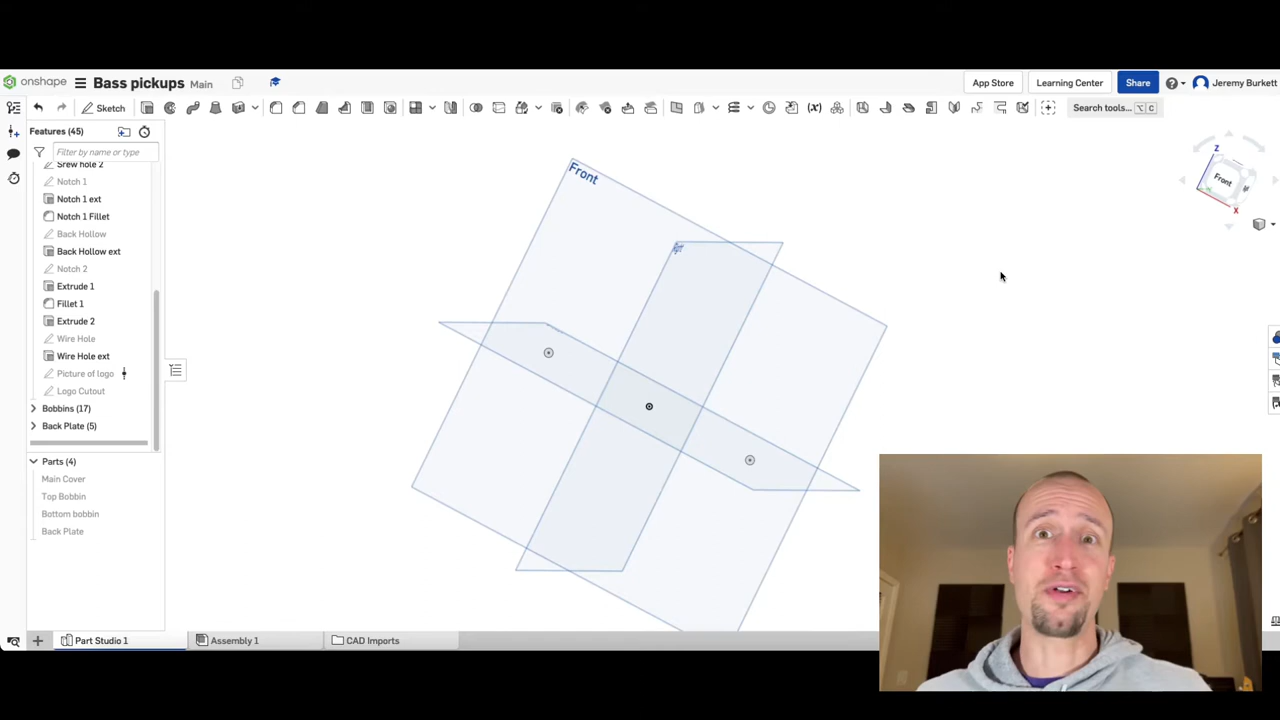 onshape
Bass pickups Main
App Store
Learning Center
Share
Jeremy Burkett
Sketch
Search tools... ⌥ C
Features (45)
Filter by name or type
Srew hole 2
Notch 1
Notch 1 ext
Notch 1 Fillet
Back Hollow
Back Hollow ext
Notch 2
Extrude 1
Fillet 1
Extrude 2
Wire Hole
Wire Hole ext
Picture of logo
Logo Cutout
Bobbins (17)
Back Plate (5)
Parts (4)
Main Cover
Top Bobbin
Bottom bobbin
Back Plate
Front
Z
Front
X
Part Studio 1
Assembly 1
CAD Imports